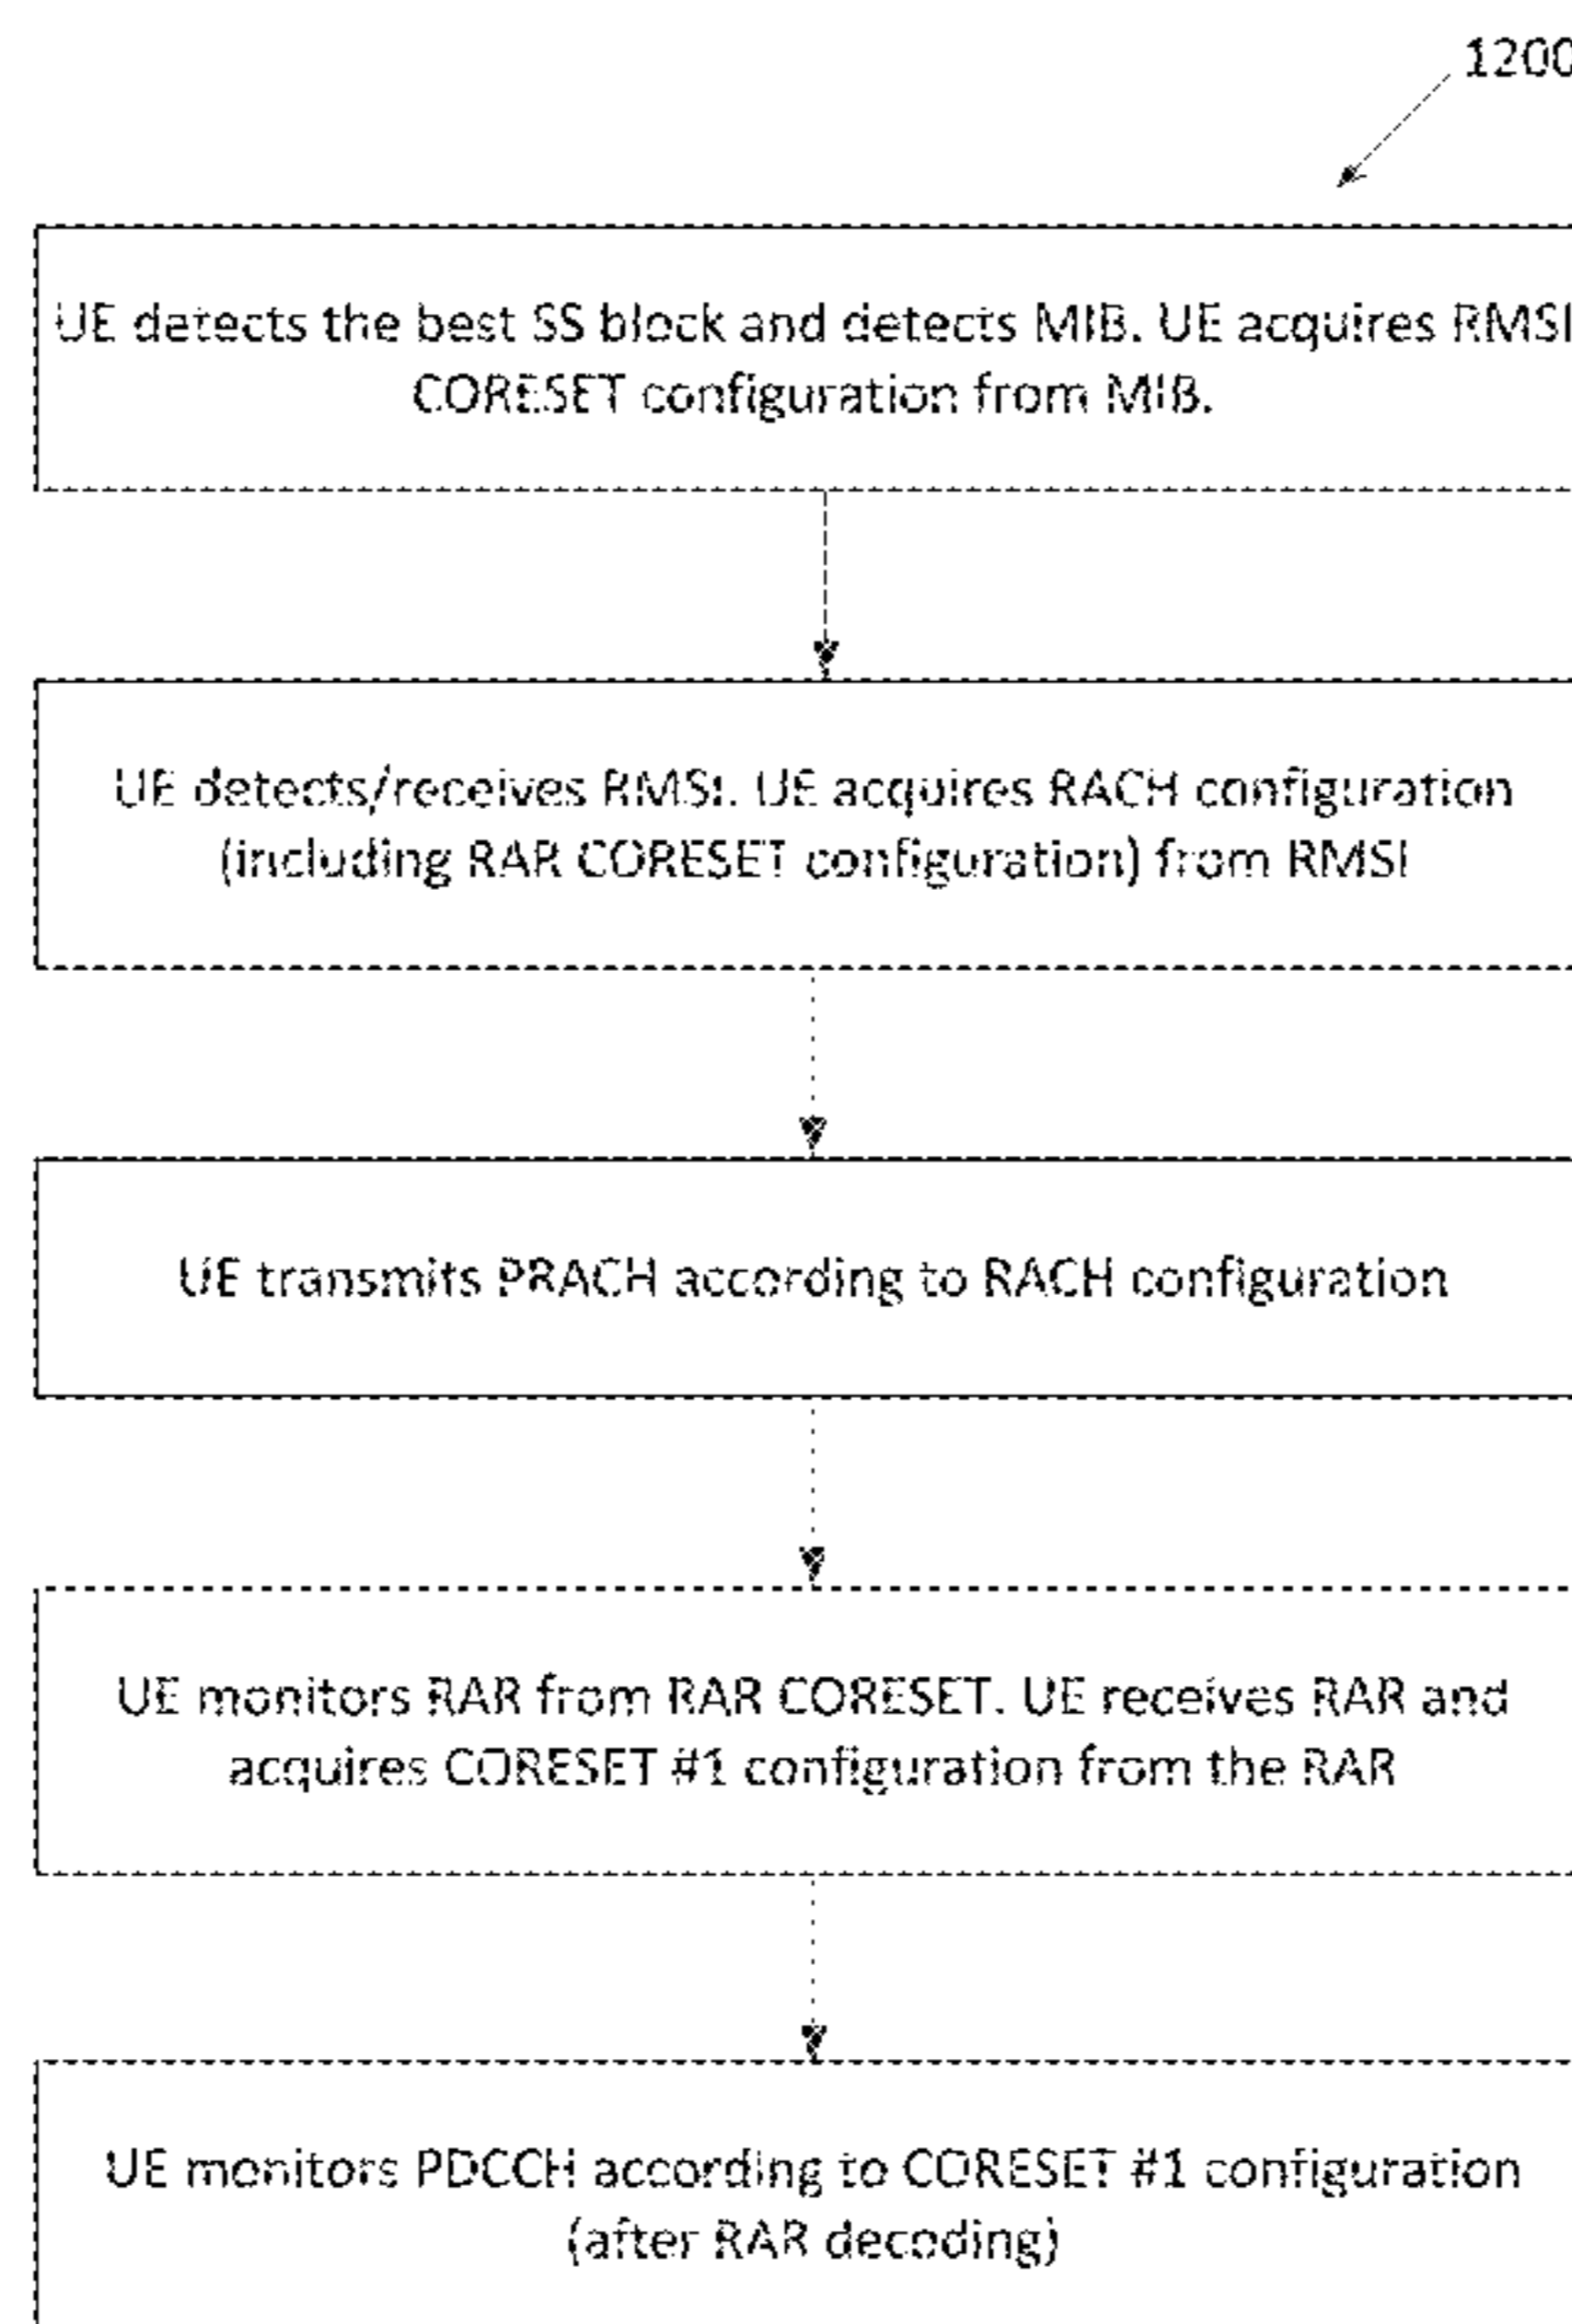 1200
UE detects the best SS block and detects MIB. UE acquires RMSI
CORESET configuration from MIB.
UE detects/receives RMSI. UE acquires RACH configuration
(including RAR CORESET configuration) from RMSI
UE transmits PRACH according to RACH configuration
UE monitors RAR from RAR CORESET. UE receives RAR and
acquires CORESET #1 configuration from the RAR
UE monitors PDCCH according to CORESET #1 configuration
(after RAR decoding)